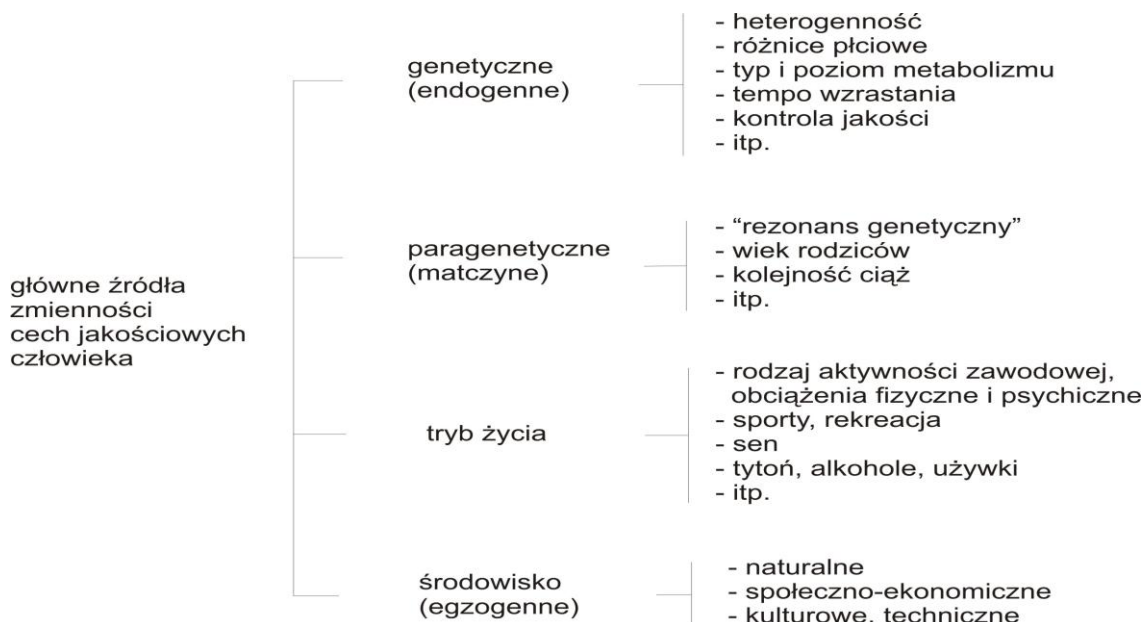 główne źródła
zmienności
cech jakościowych
człowieka
genetyczne
(endogenne)
- heterogenność
- różnice płciowe
- typ i poziom metabolizmu
- tempo wzrastania
- kontrola jakości
- itp.
paragenetyczne
(matczyne)
- “rezonans genetyczny”
- wiek rodziców
- kolejność ciąż
- itp.
tryb życia
- rodzaj aktywności zawodowej,
obciążenia fizyczne i psychiczne
- sporty, rekreacja
- sen
- tytoń, alkohole, używki
- itp.
środowisko
(egzogenne)
- naturalne
- społeczno-ekonomiczne
- kulturowe, techniczne